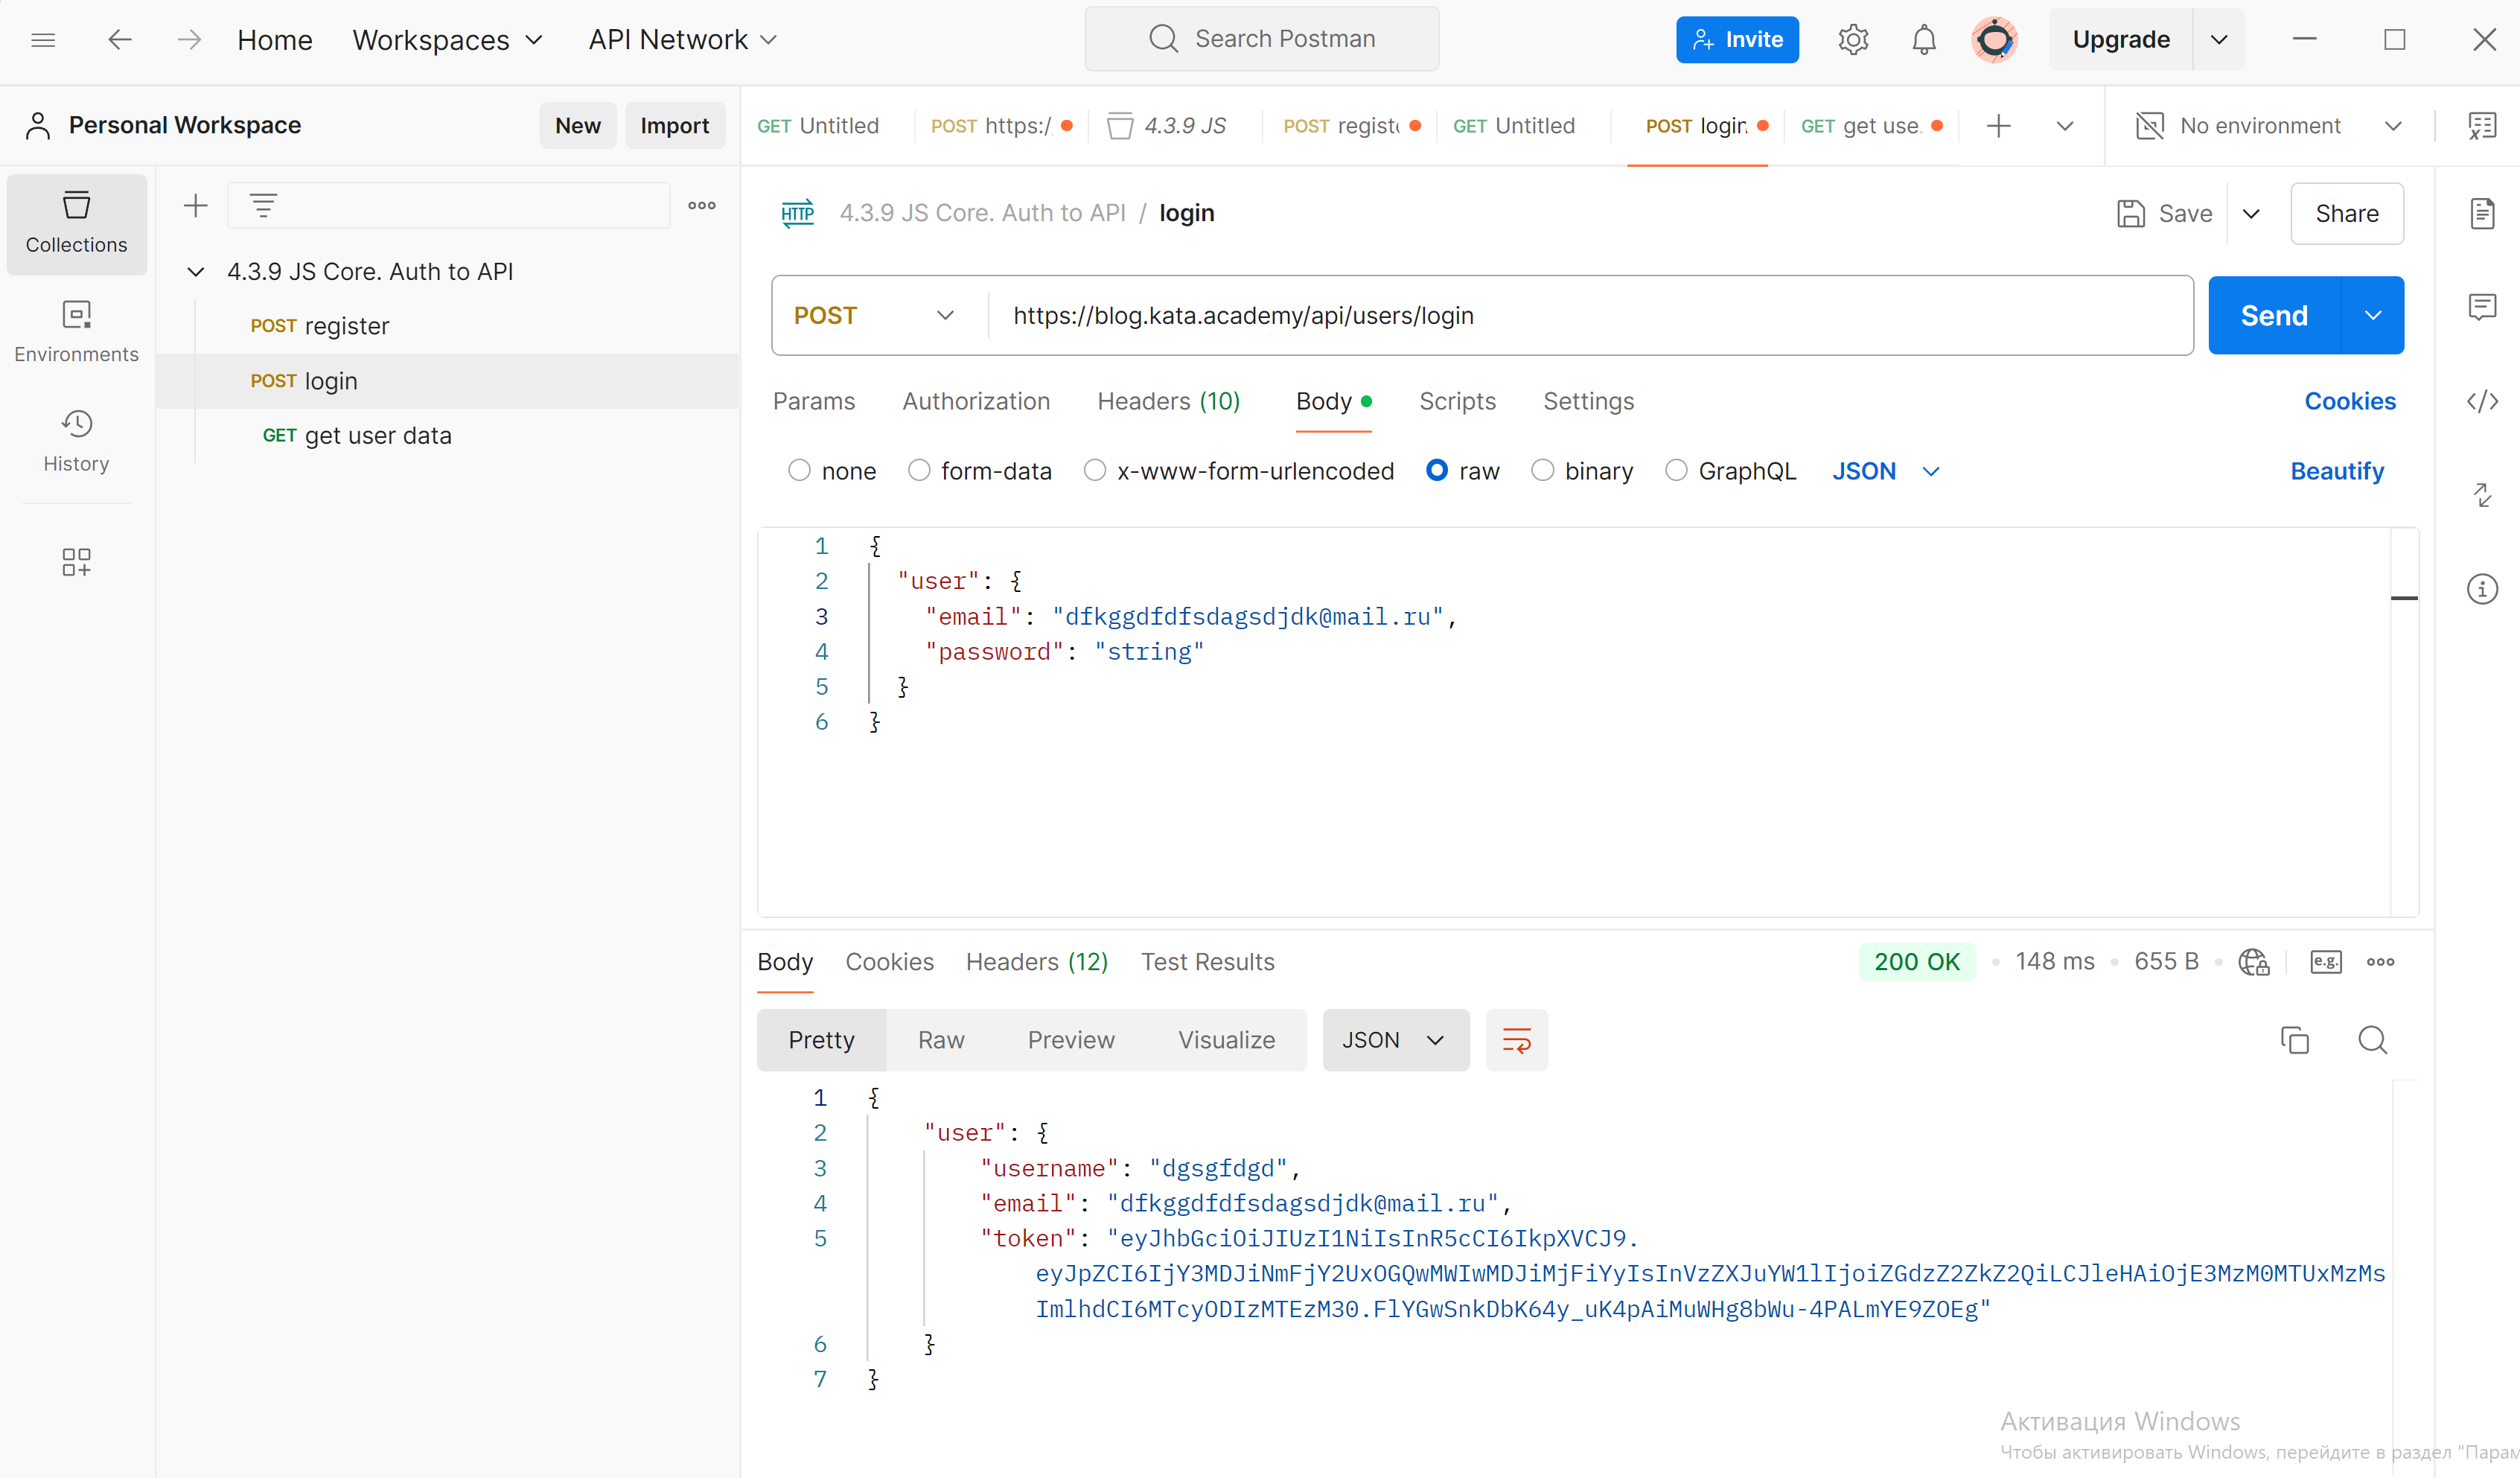 Home Workspaces API Network Search Postman Invite Upgrade
Personal Workspace New Import
GET Untitled POST https:/ 4.3.9 JS POST registe GET Untitled POST login GET get use. No environment
Collections
Environments
History
4.3.9 JS Core. Auth to API
POST register
POST login
GET get user data
HTTP 4.3.9 JS Core. Auth to API / login Save Share
POST https://blog.kata.academy/api/users/login Send
Params Authorization Headers (10) Body Scripts Settings Cookies
none form-data x-www-form-urlencoded raw binary GraphQL JSON Beautify
1 {
2 "user": {
3 "email": "dfkggdfdfsdagsdjdk@mail.ru",
4 "password": "string"
5 }
6 }
Body Cookies Headers (12) Test Results 200 OK 148 ms 655 B e.g.
Pretty Raw Preview Visualize JSON
1 {
2 "user": {
3 "username": "dgsgfdgd",
4 "email": "dfkggdfdfsdagsdjdk@mail.ru",
5 "token": "eyJhbGciOiJIUzI1NiIsInR5cCI6IkpXVCJ9.
eyJpZCI6IjY3MDJiNmFjY2UxOGQwMWIwMDJiMjFiYyIsInVzZXJuYW1lIjoiZGdzZ2ZkZ2QiLCJleHAiOjE3MzM0MTUxMzMs
ImlhdCI6MTcyODIzMTEzM30.FlYGwSnkDbK64y_uK4pAiMuWHg8bWu-4PALmYE9ZOEg"
6 }
7 }
Активация Windows
Чтобы активировать Windows, перейдите в раздел "Парам